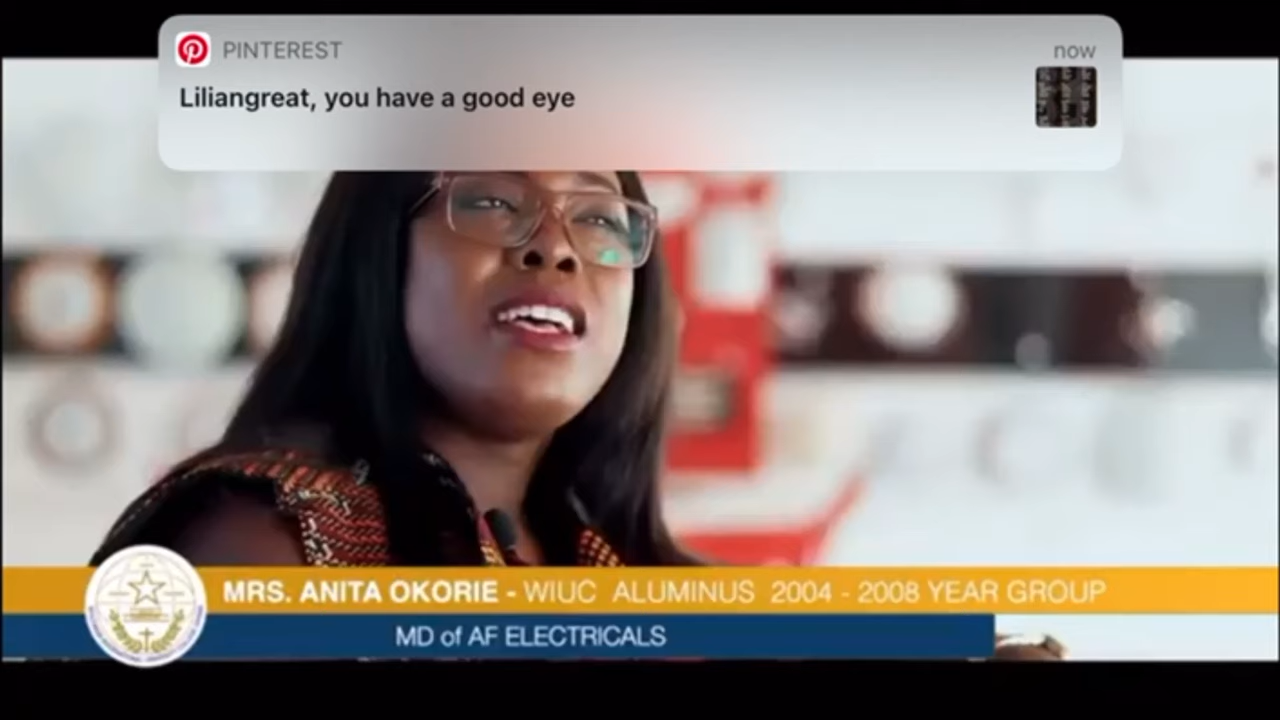 PINTEREST
now
Liliangreat, you have a good eye
MRS. ANITA OKORIE - WIUC ALUMINUS 2004 - 2008 YEAR GROUP
MD of AF ELECTRICALS